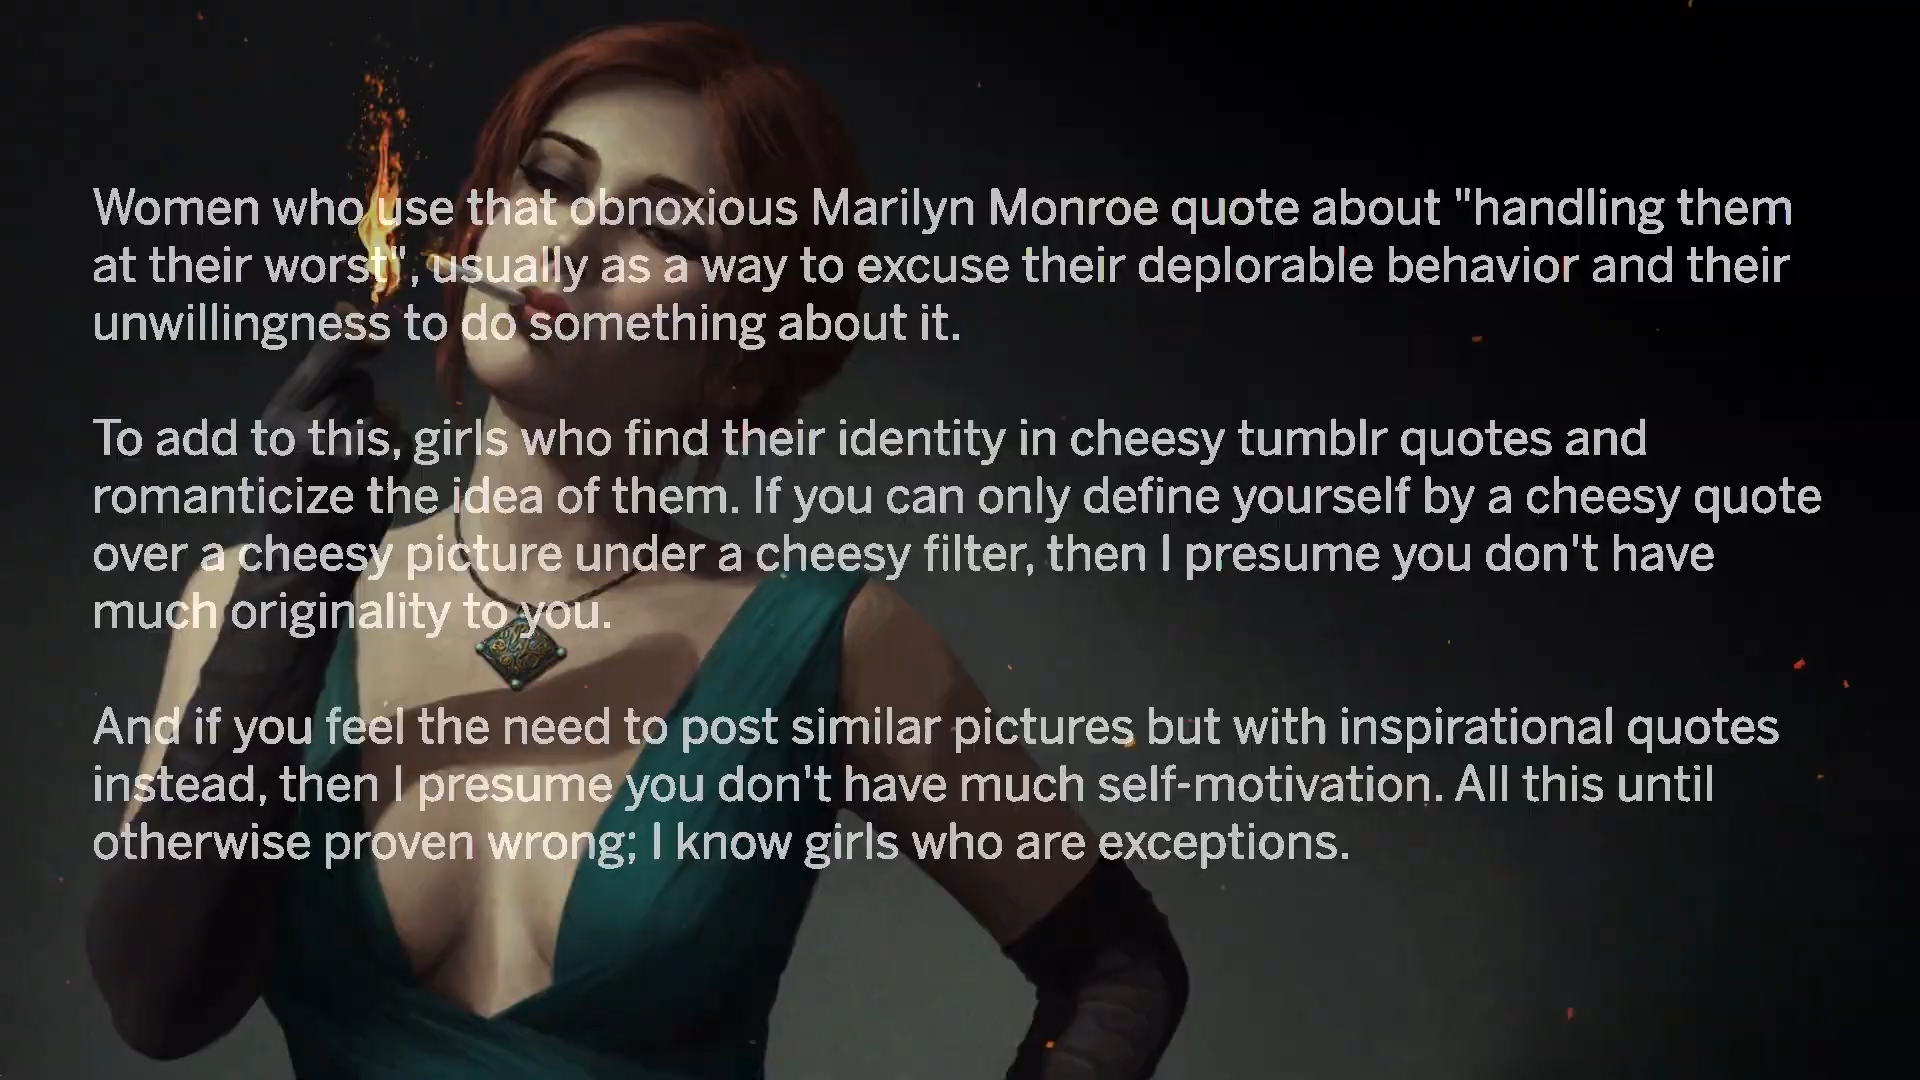 Women who use that obnoxious Marilyn Monroe quote about "handling them
at their worst", usually as a way to excuse their deplorable behavior and their
unwillingness to do something about it.
To add to this, girls who find their identity in cheesy tumblr quotes and
romanticize the idea of them. If you can only define yourself by a cheesy quote
over a cheesy picture under a cheesy filter, then I presume you don't have
much originality to you.
And if you feel the need to post similar pictures but with inspirational quotes
instead, then I presume you don't have much self-motivation. All this until
otherwise proven wrong; I know girls who are exceptions.